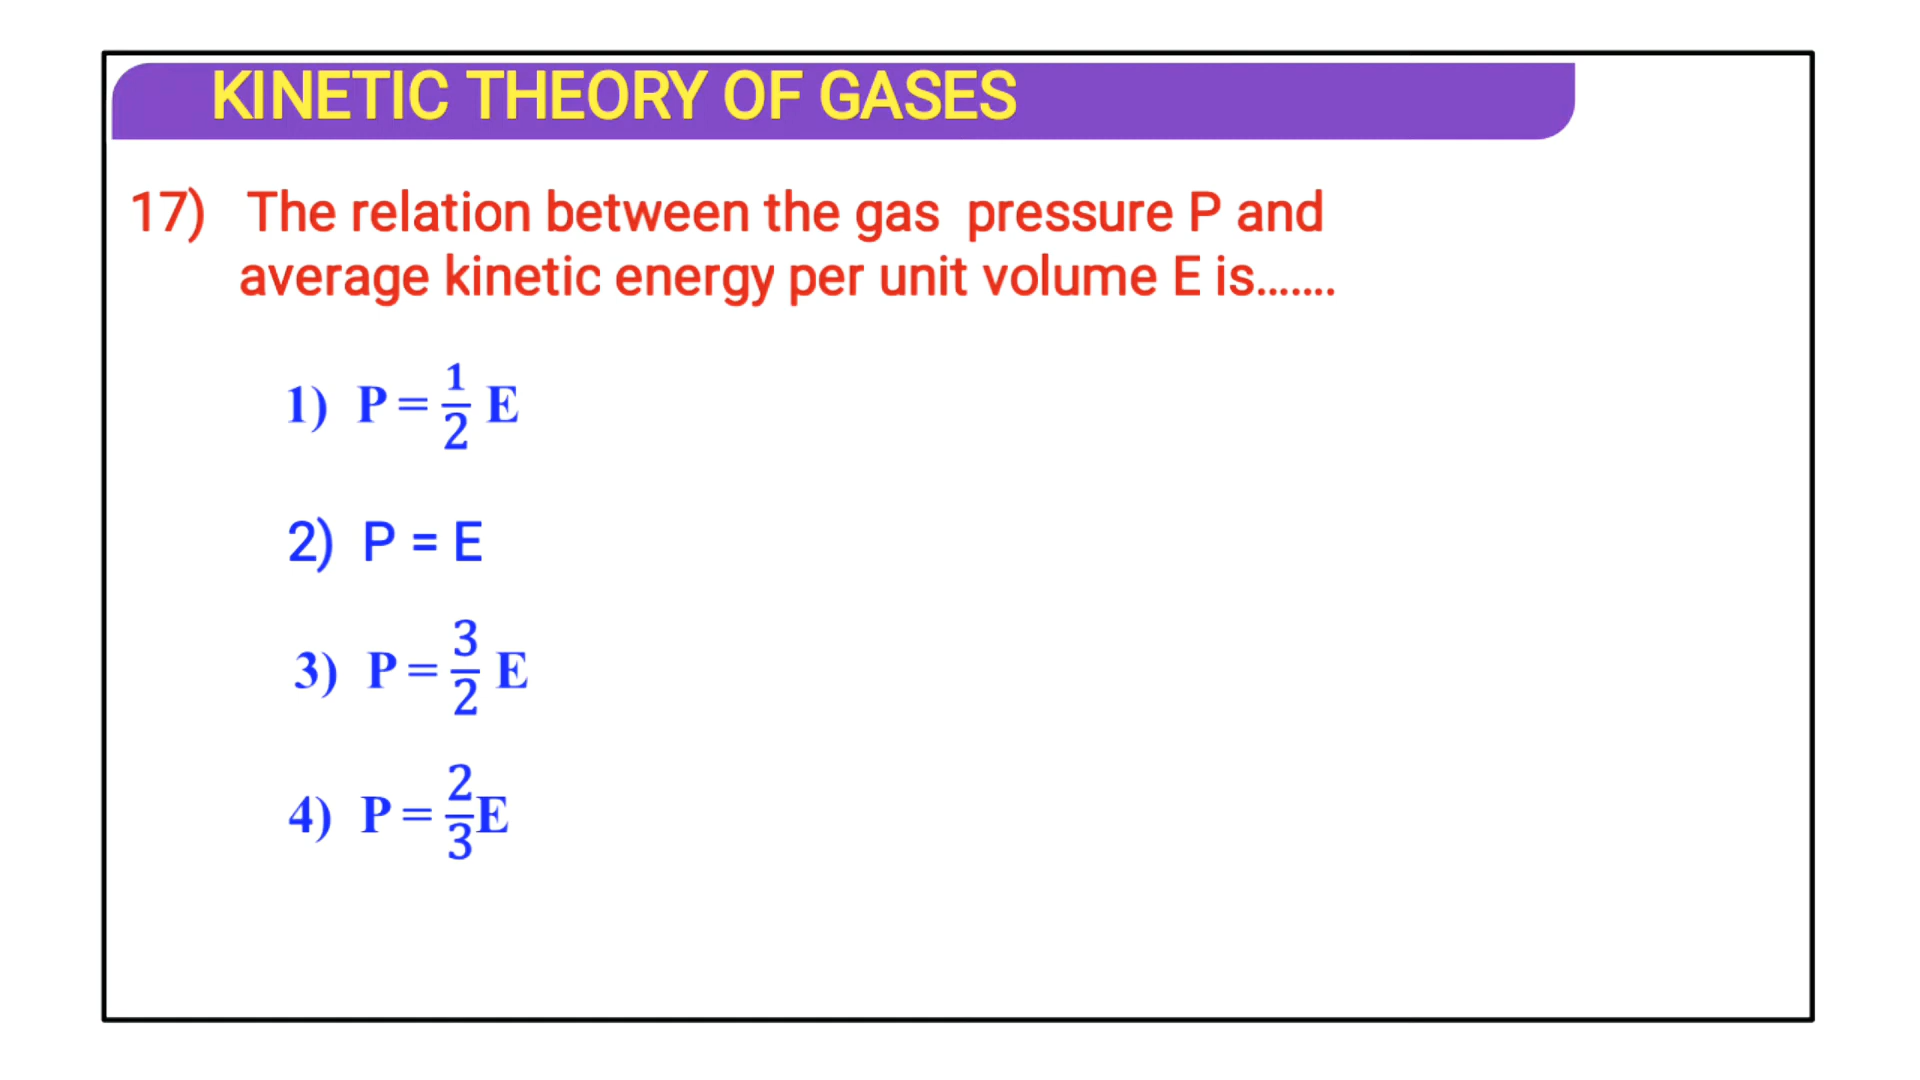 KINETIC THEORY OF GASES
17) The relation between the gas pressure P and
average kinetic energy per unit volume E is.......
1) P = 1/2 E
2) P = E
3) P = 3/2 E
4) P = 2/3 E